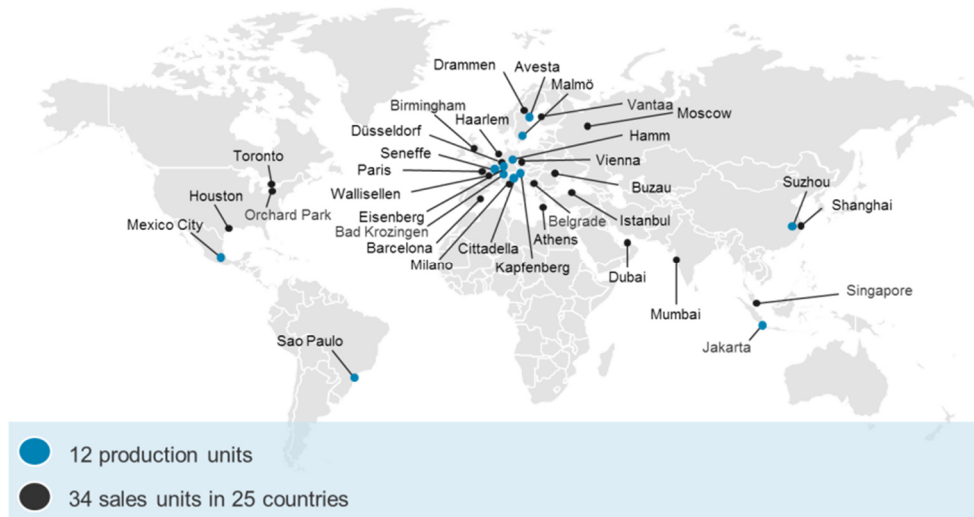 Drammen
Avesta
Malmö
Birmingham
Haarlem
Vantaa
Moscow
Düsseldorf
Hamm
Seneffe
Toronto
Paris
Vienna
Houston
Wallisellen
Buzau
Suzhou
Shanghai
Mexico City
Orchard Park
Eisenberg
Belgrade
Istanbul
Bad Krozingen
Barcelona
Cittadella
Athens
Milano
Kapfenberg
Dubai
Singapore
Mumbai
Sao Paulo
Jakarta
12 production units
34 sales units in 25 countries